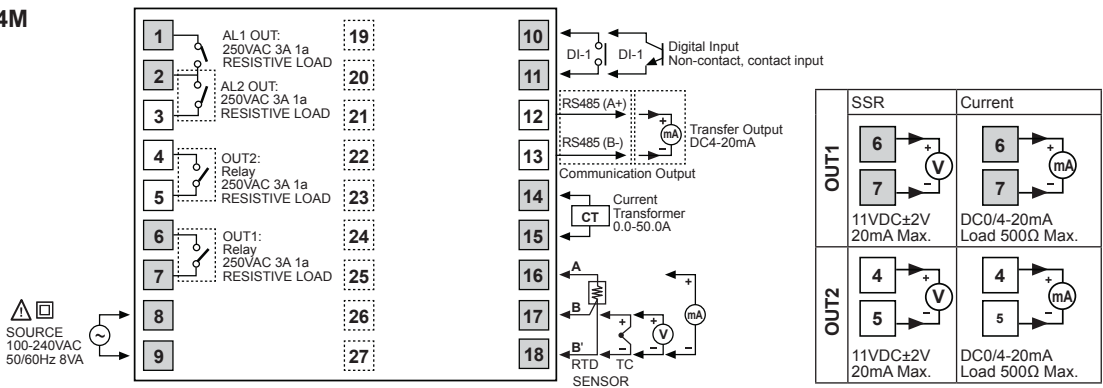 4M
1
2
3
4
5
6
7
8
9
AL1 OUT:
250VAC 3A 1a
RESISTIVE LOAD
AL2 OUT:
250VAC 3A 1a
RESISTIVE LOAD
OUT2:
Relay
250VAC 3A 1a
RESISTIVE LOAD
OUT1:
Relay
250VAC 3A 1a
RESISTIVE LOAD
SOURCE
100-240VAC
50/60Hz 8VA
~
19
20
21
22
23
24
25
26
27
10
11
12
13
14
15
16
17
18
DI-1
DI-1
Digital Input
Non-contact, contact input
RS485 (A+)
RS485 (B-)
+
mA
−
Transfer Output
DC4-20mA
Communication Output
CT
Current
Transformer
0.0-50.0A
A
B
B'
+
−
+
V
−
+
mA
−
RTD
TC
SENSOR
SSR
Current
OUT1
6
7
+
V
−
11VDC±2V
20mA Max.
6
7
+
mA
−
DC0/4-20mA
Load 500Ω Max.
OUT2
4
5
+
V
−
11VDC±2V
20mA Max.
4
5
+
mA
−
DC0/4-20mA
Load 500Ω Max.